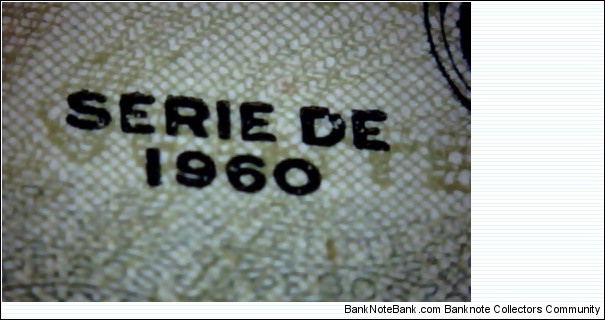 SERIE DE
1960
BankNoteBank.com Banknote Collectors Community